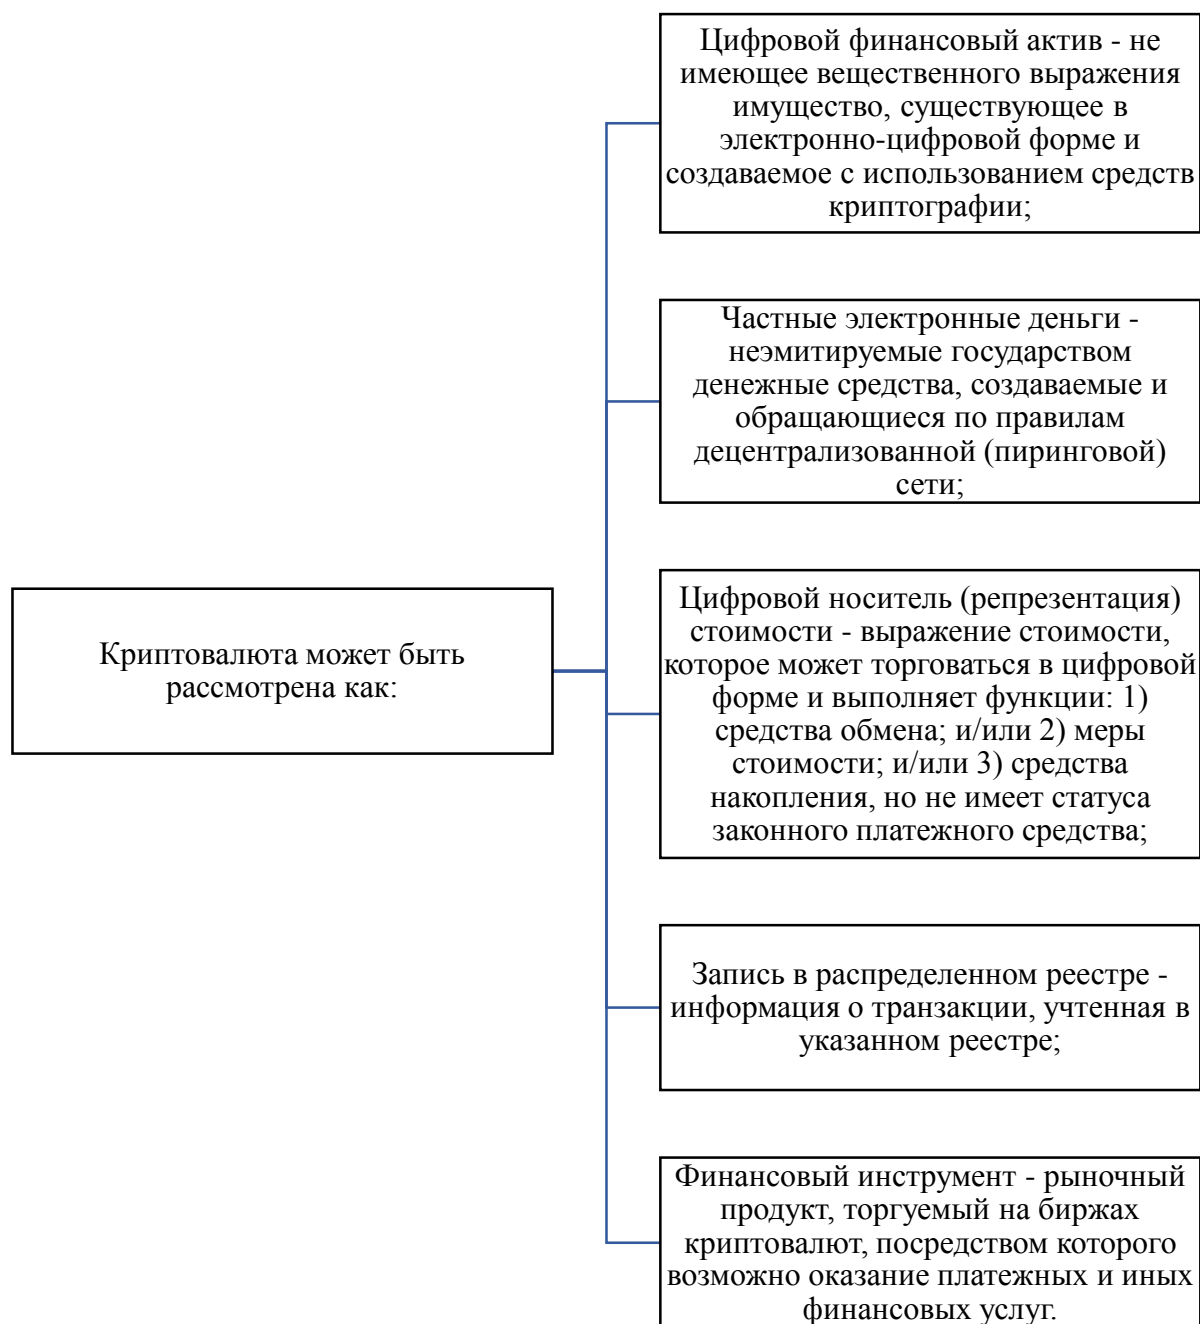 Цифровой финансовый актив - не
имеющее вещественного выражения
имущество, существующее в
электронно-цифровой форме и
создаваемое с использованием средств
криптографии;
Частные электронные деньги -
неэмитируемые государством
денежные средства, создаваемые и
обращающиеся по правилам
децентрализованной (пиринговой)
сети;
Криптовалюта может быть
рассмотрена как:
Цифровой носитель (репрезентация)
стоимости - выражение стоимости,
которое может торговаться в цифровой
форме и выполняет функции: 1)
средства обмена; и/или 2) меры
стоимости; и/или 3) средства
накопления, но не имеет статуса
законного платежного средства;
Запись в распределенном реестре -
информация о транзакции, учтенная в
указанном реестре;
Финансовый инструмент - рыночный
продукт, торгуемый на биржах
криптовалют, посредством которого
возможно оказание платежных и иных
финансовых услуг.